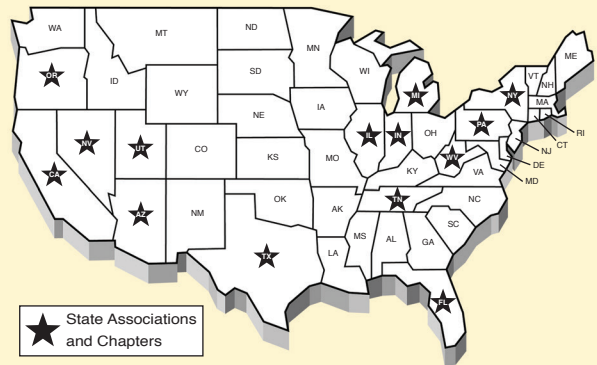 WA
MT
ND
MN
ME
OR
ID
SD
WI
MI
VT
NH
NY
MA
WY
IA
NE
PA
RI
CT
NV
UT
CO
IL
IN
OH
NJ
DE
MD
KS
MO
WV
VA
KY
CA
AZ
NM
OK
AK
TN
NC
SC
TX
LA
MS
AL
GA
FL
State Associations
and Chapters